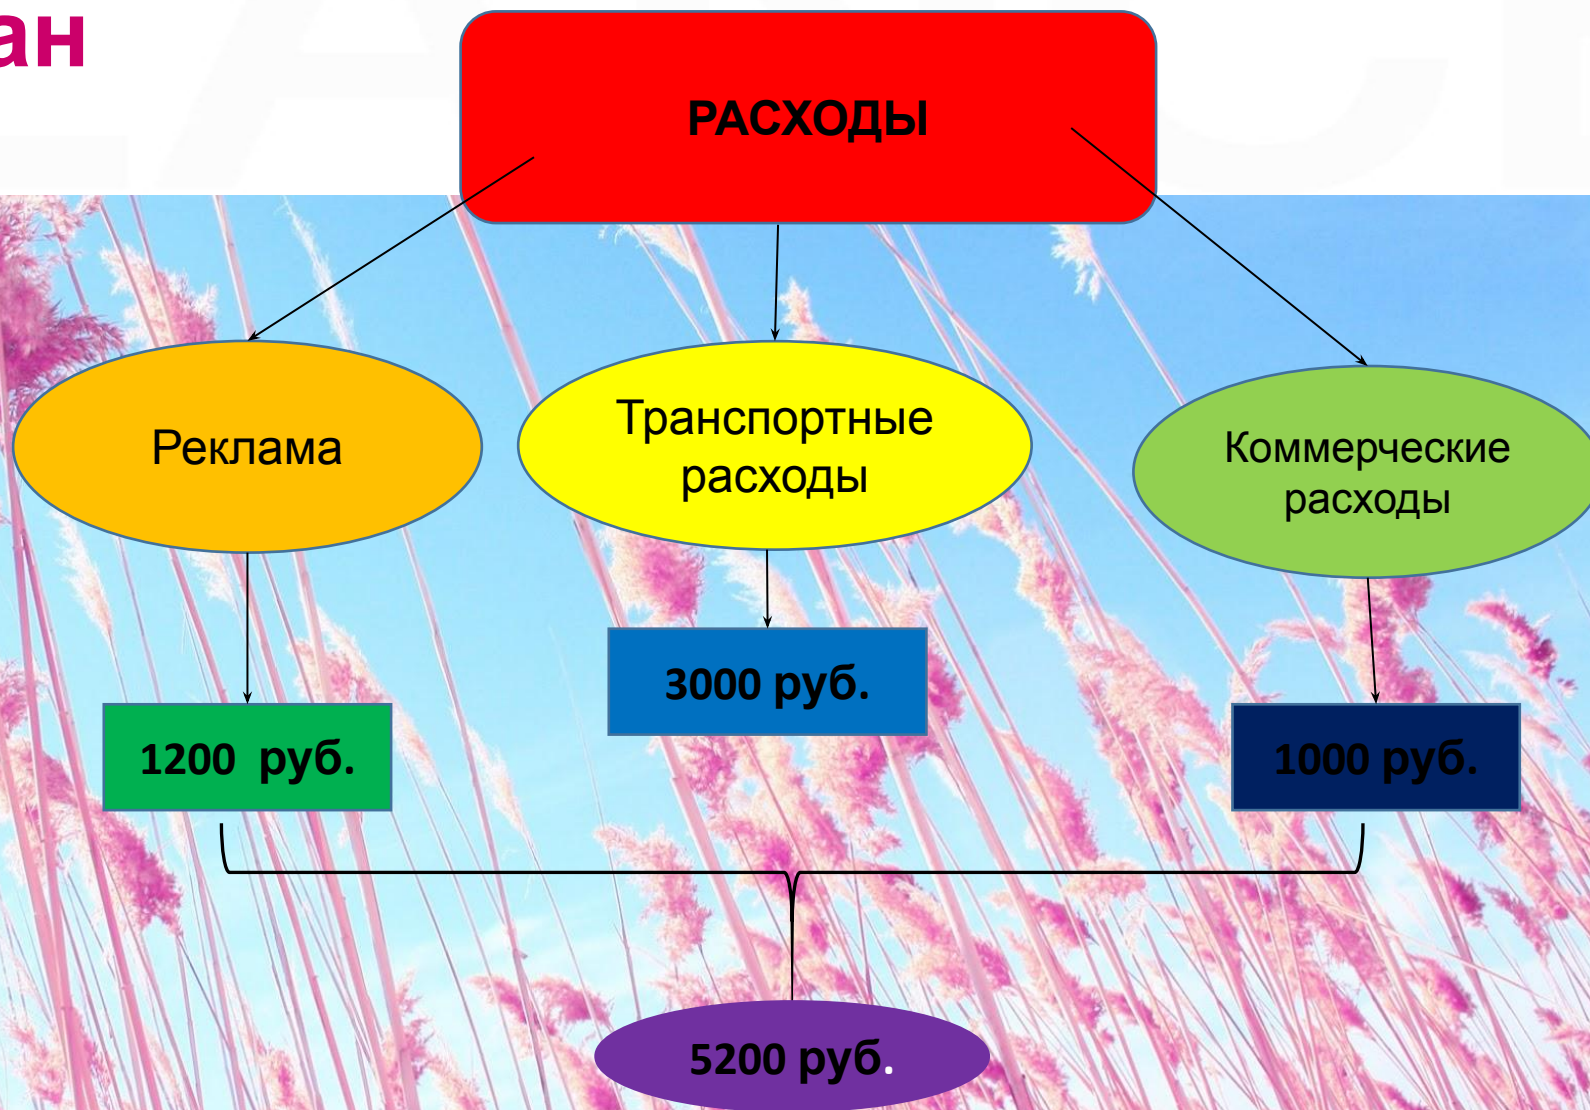 ан
РАСХОДЫ
Реклама
Транспортные
расходы
Коммерческие
расходы
3000 руб.
1200 руб.
1000 руб.
5200 руб.